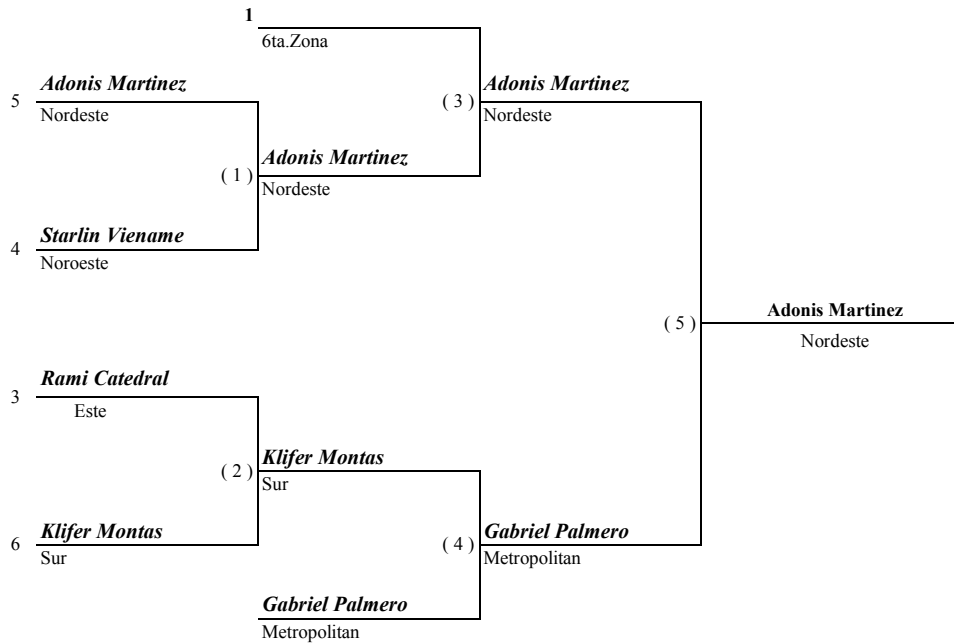 1
6ta.Zona
Adonis Martinez
Adonis Martinez
5
( 3 )
Nordeste
Nordeste
Adonis Martinez
( 1 )
Nordeste
Starlin Viename
4
Noroeste
Adonis Martinez
( 5 )
Nordeste
Rami Catedral
3
Este
Klifer Montas
( 2 )
Sur
Klifer Montas
Gabriel Palmero
6
( 4 )
Sur
Metropolitan
Gabriel Palmero
Metropolitan